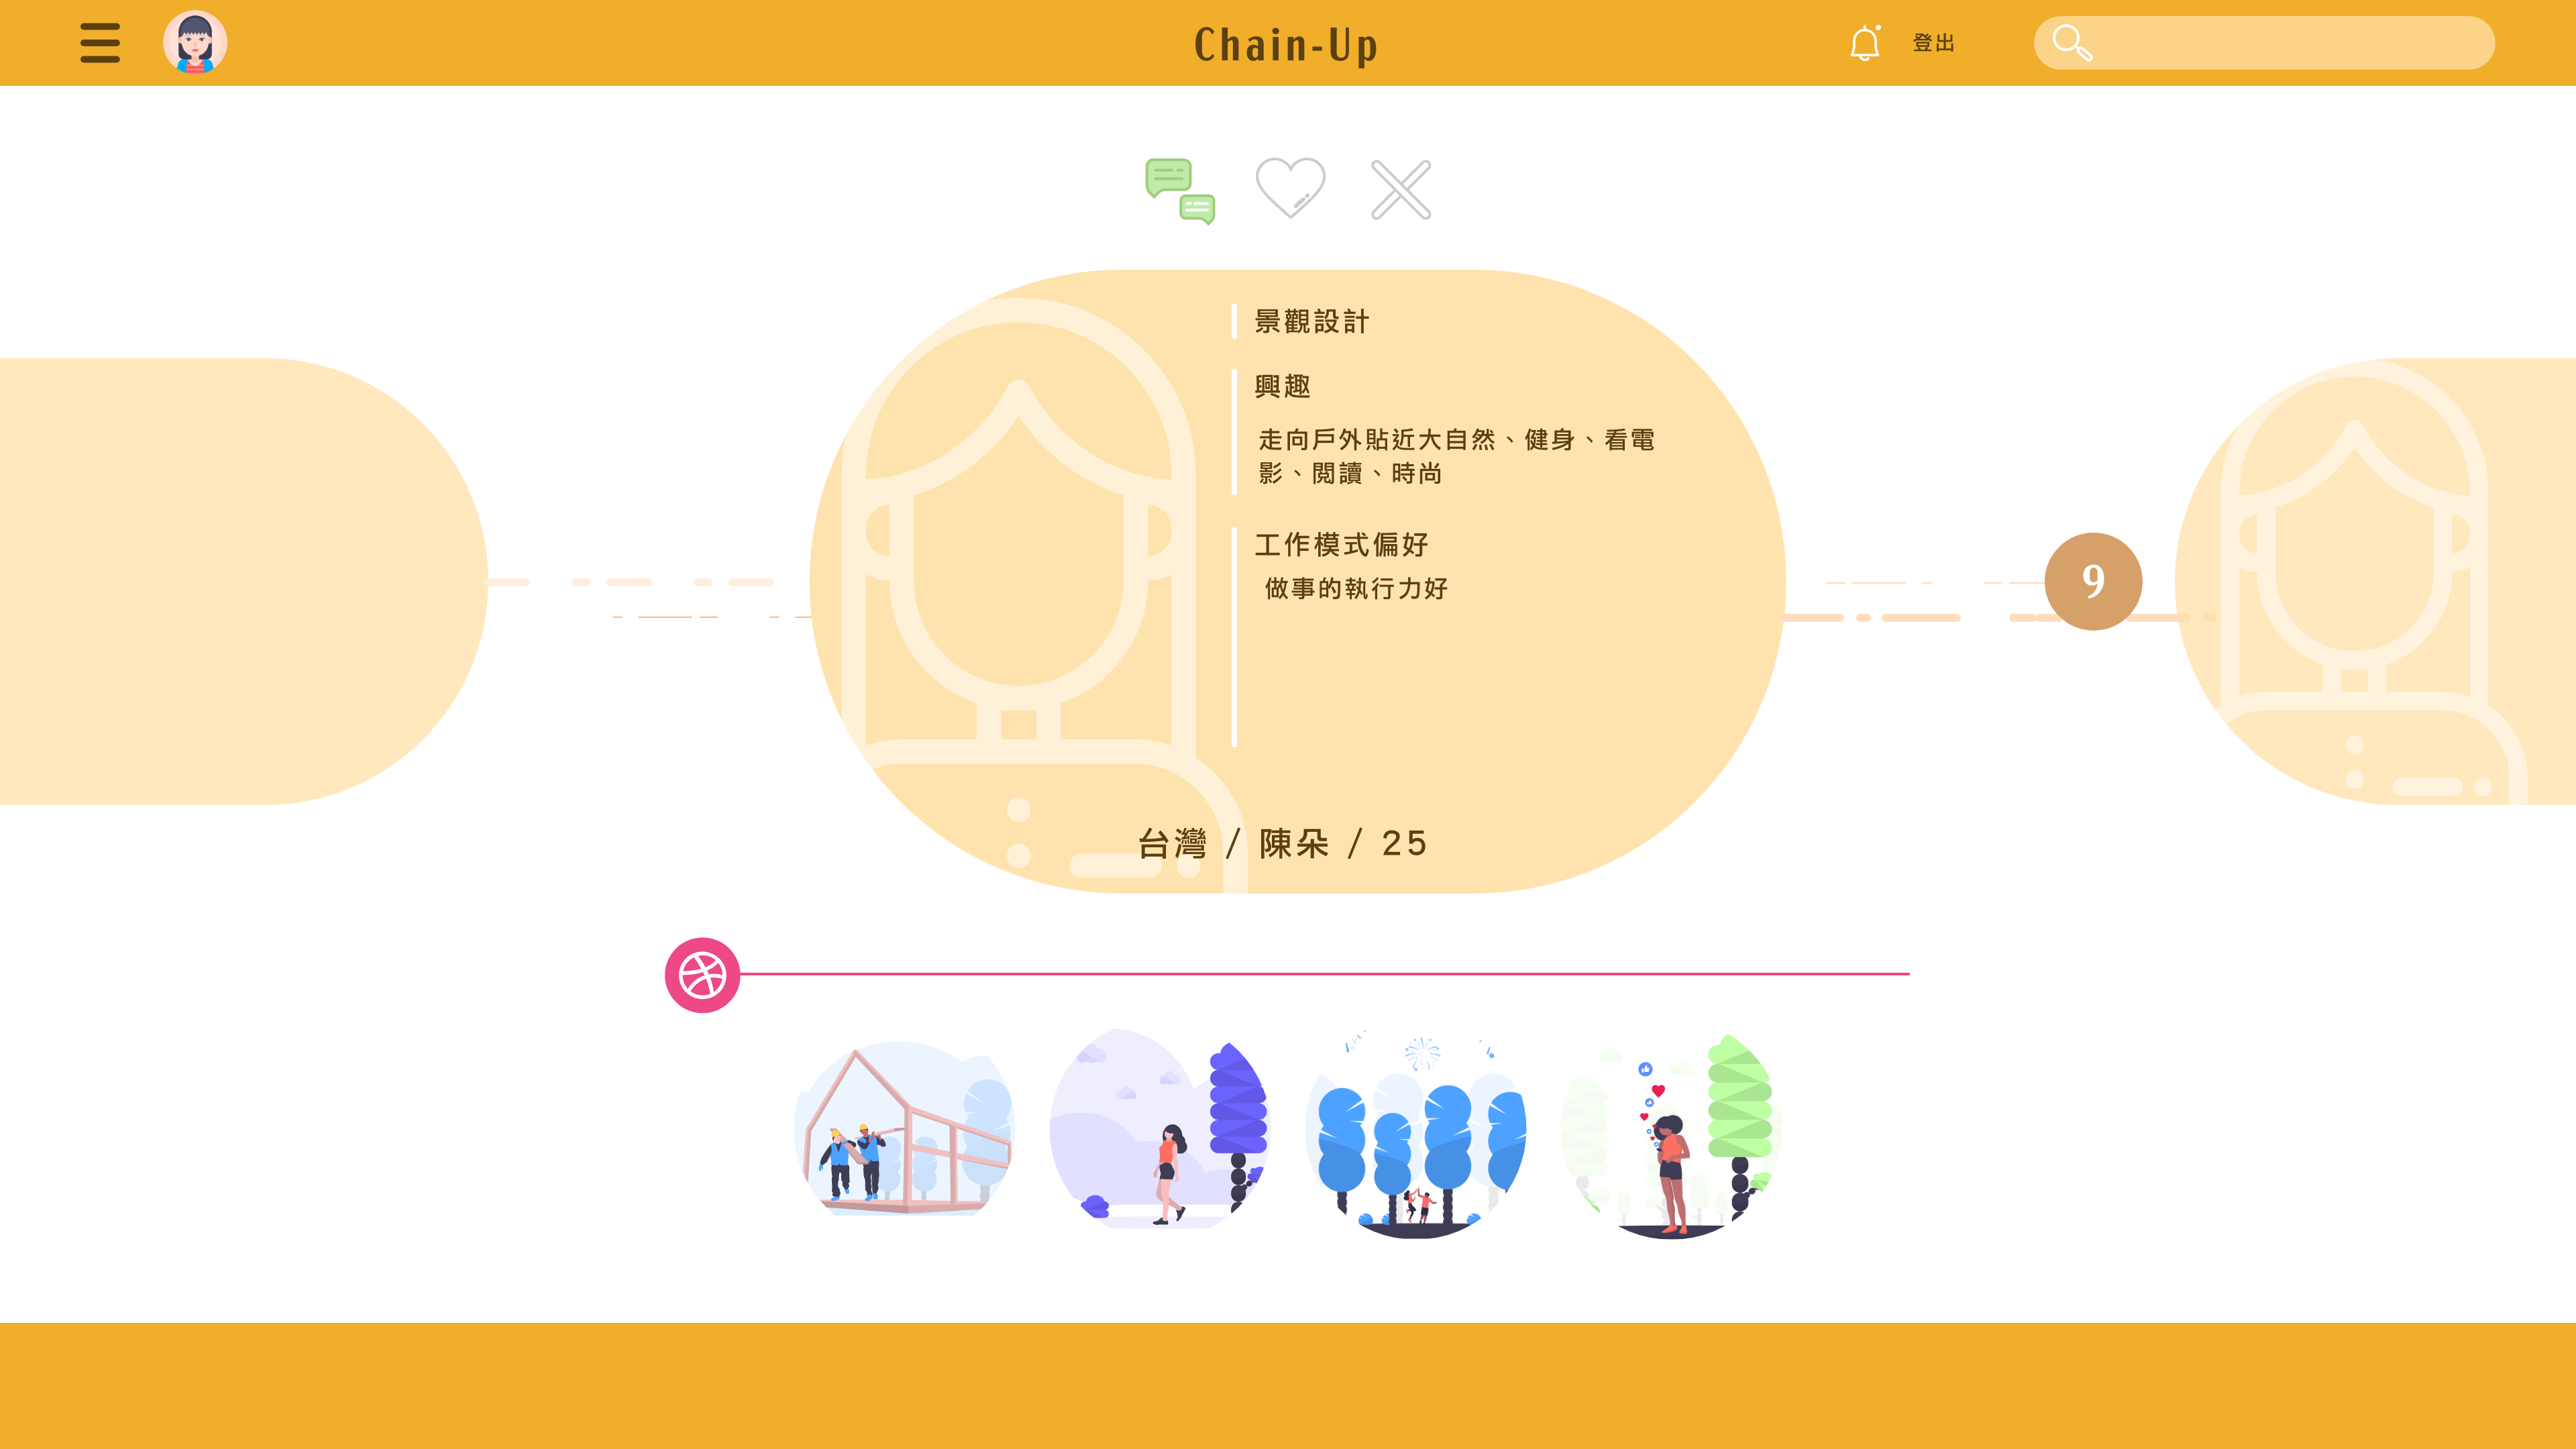 Chain-Up
登出
景觀設計
興趣
走向戶外貼近大自然、健身、看電
影、閱讀、時尚
工作模式偏好
做事的執行力好
9
台灣 / 陳朵 / 25